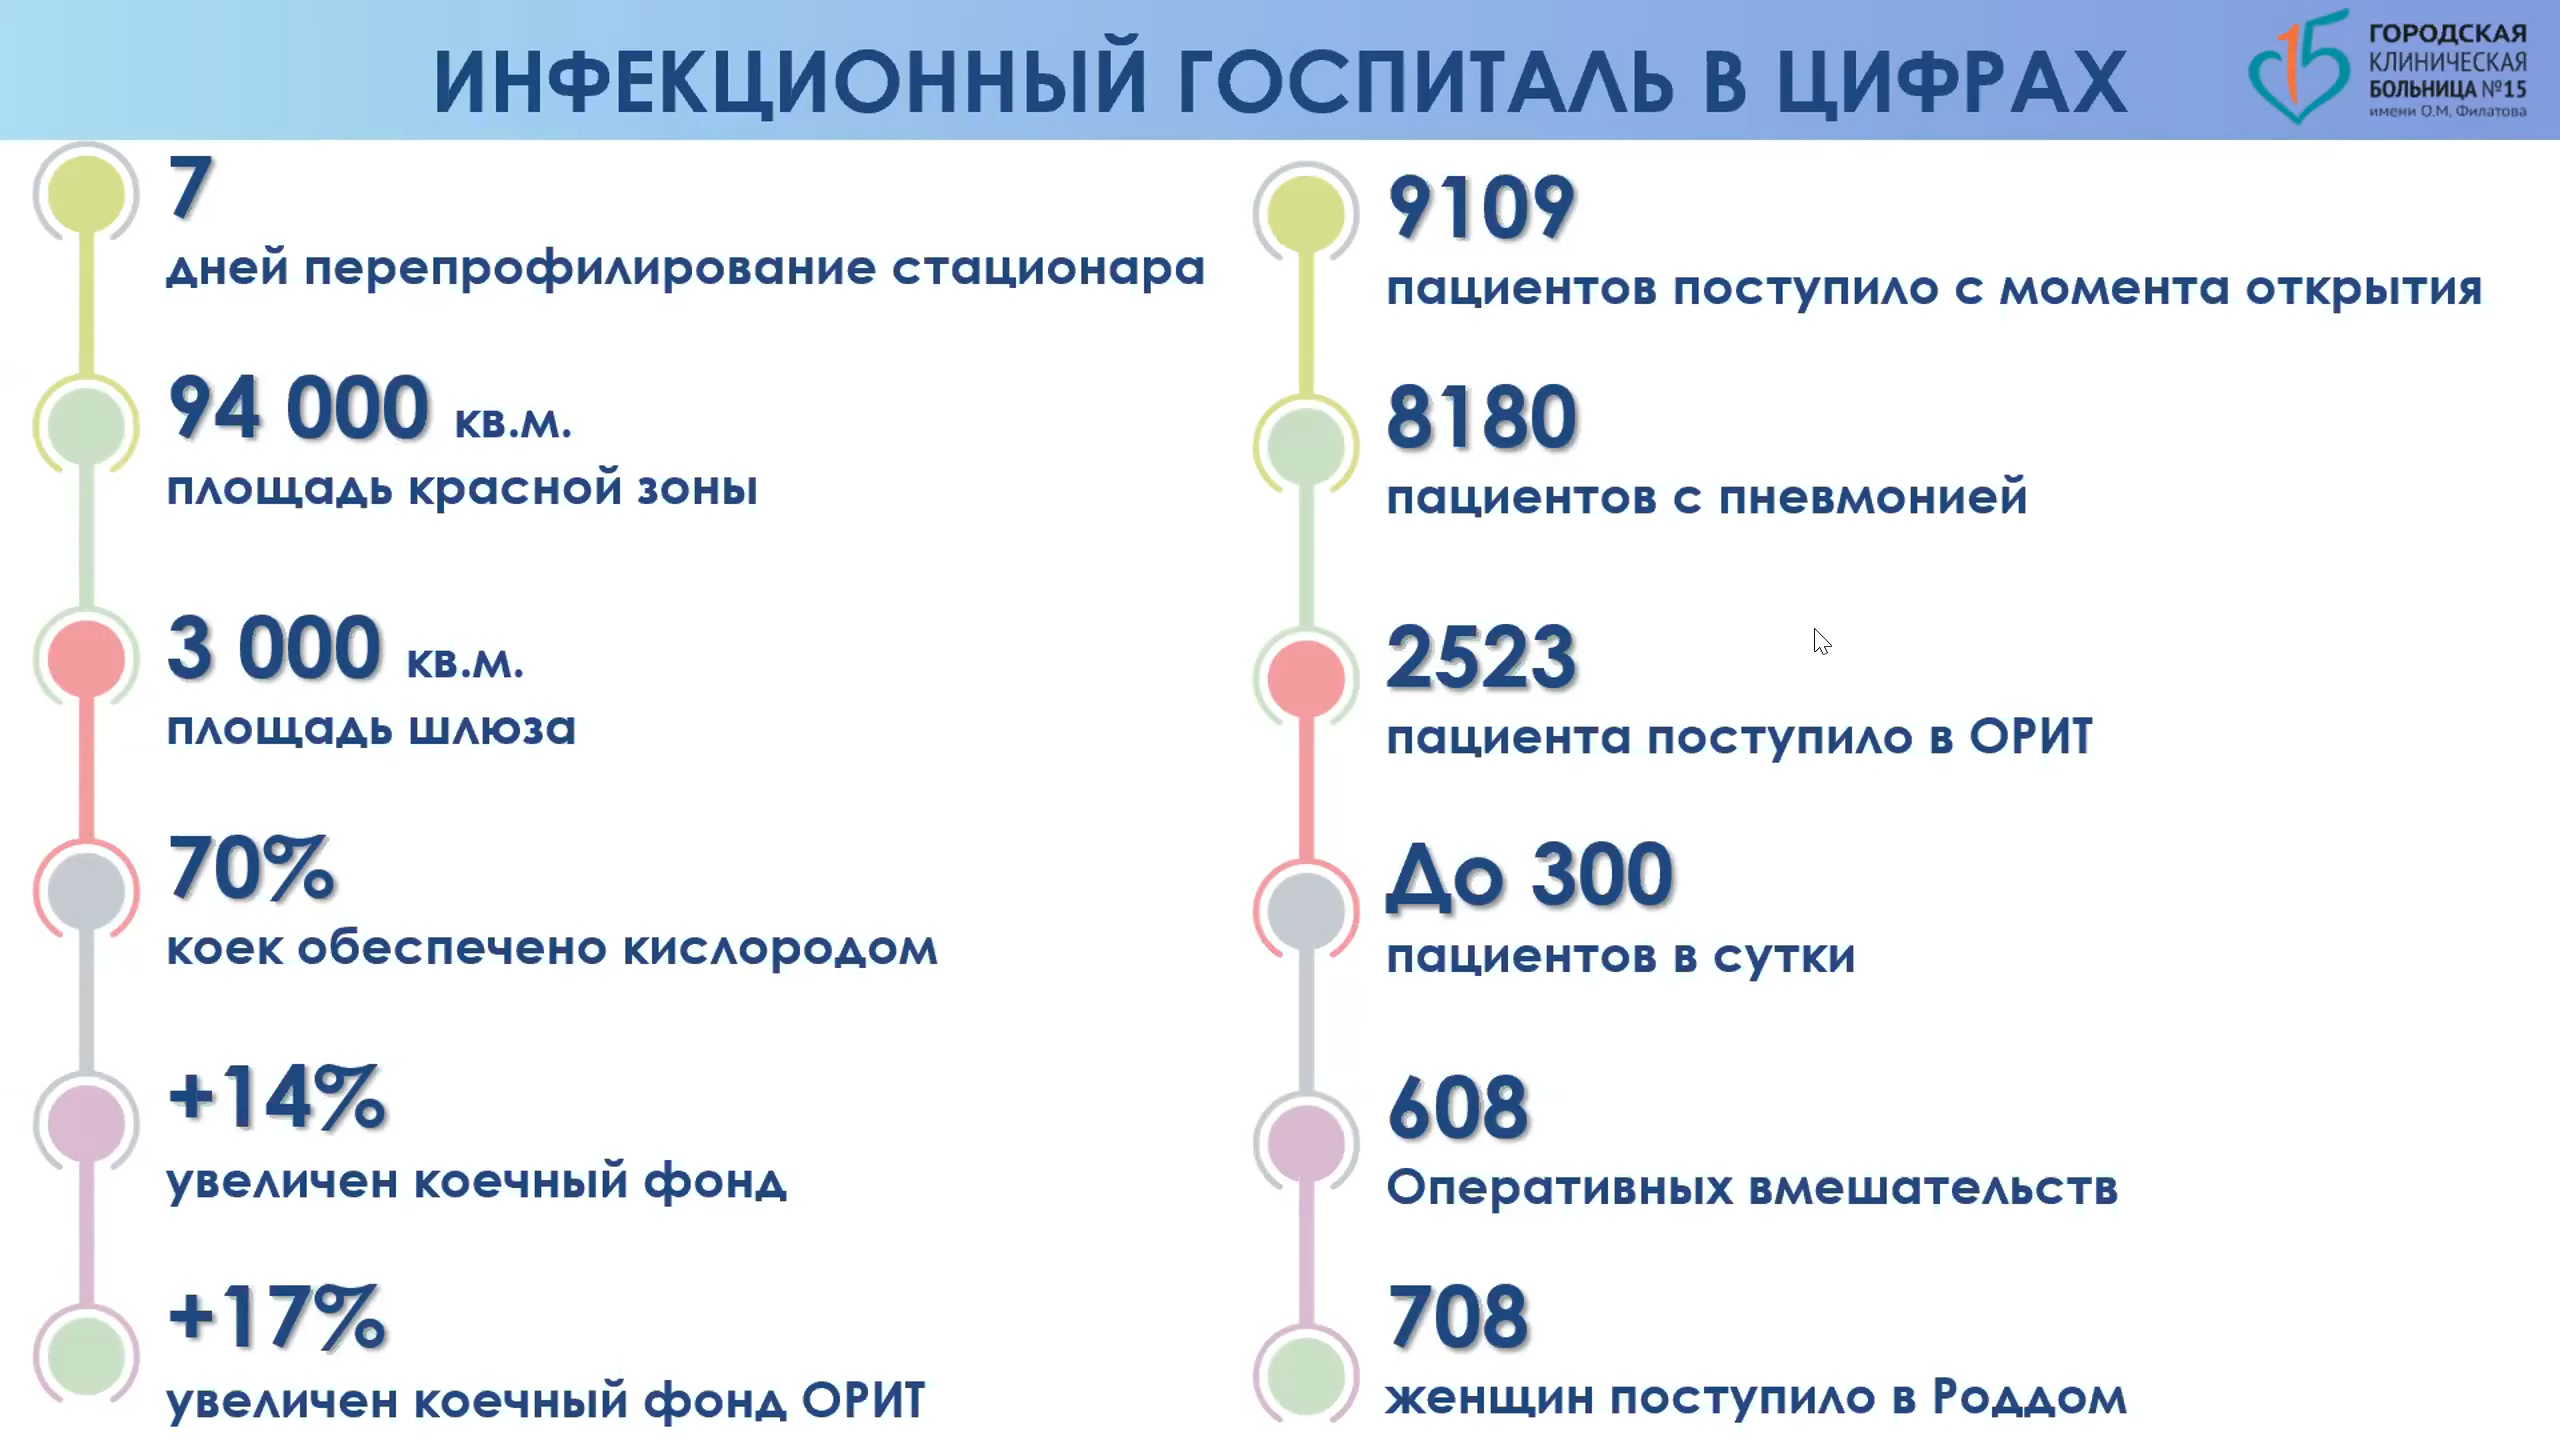 ИНФЕКЦИОННЫЙ ГОСПИТАЛЬ В ЦИФРАХ
ГОРОДСКАЯ
КЛИНИЧЕСКАЯ
БОЛЬНИЦА №15
имени О.М. Филатова
7
дней перепрофилирование стационара
94 000 кв.м.
площадь красной зоны
3 000 кв.м.
площадь шлюза
70%
коек обеспечено кислородом
+14%
увеличен коечный фонд
+17%
увеличен коечный фонд ОРИТ
9109
пациентов поступило с момента открытия
8180
пациентов с пневмонией
2523
пациента поступило в ОРИТ
До 300
пациентов в сутки
608
Оперативных вмешательств
708
женщин поступило в Роддом